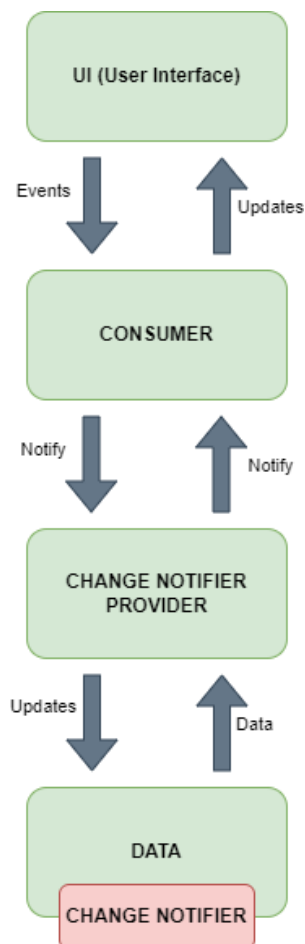 UI (User Interface)
Events
Updates
CONSUMER
Notify
Notify
CHANGE NOTIFIER
PROVIDER
Updates
Data
DATA
CHANGE NOTIFIER